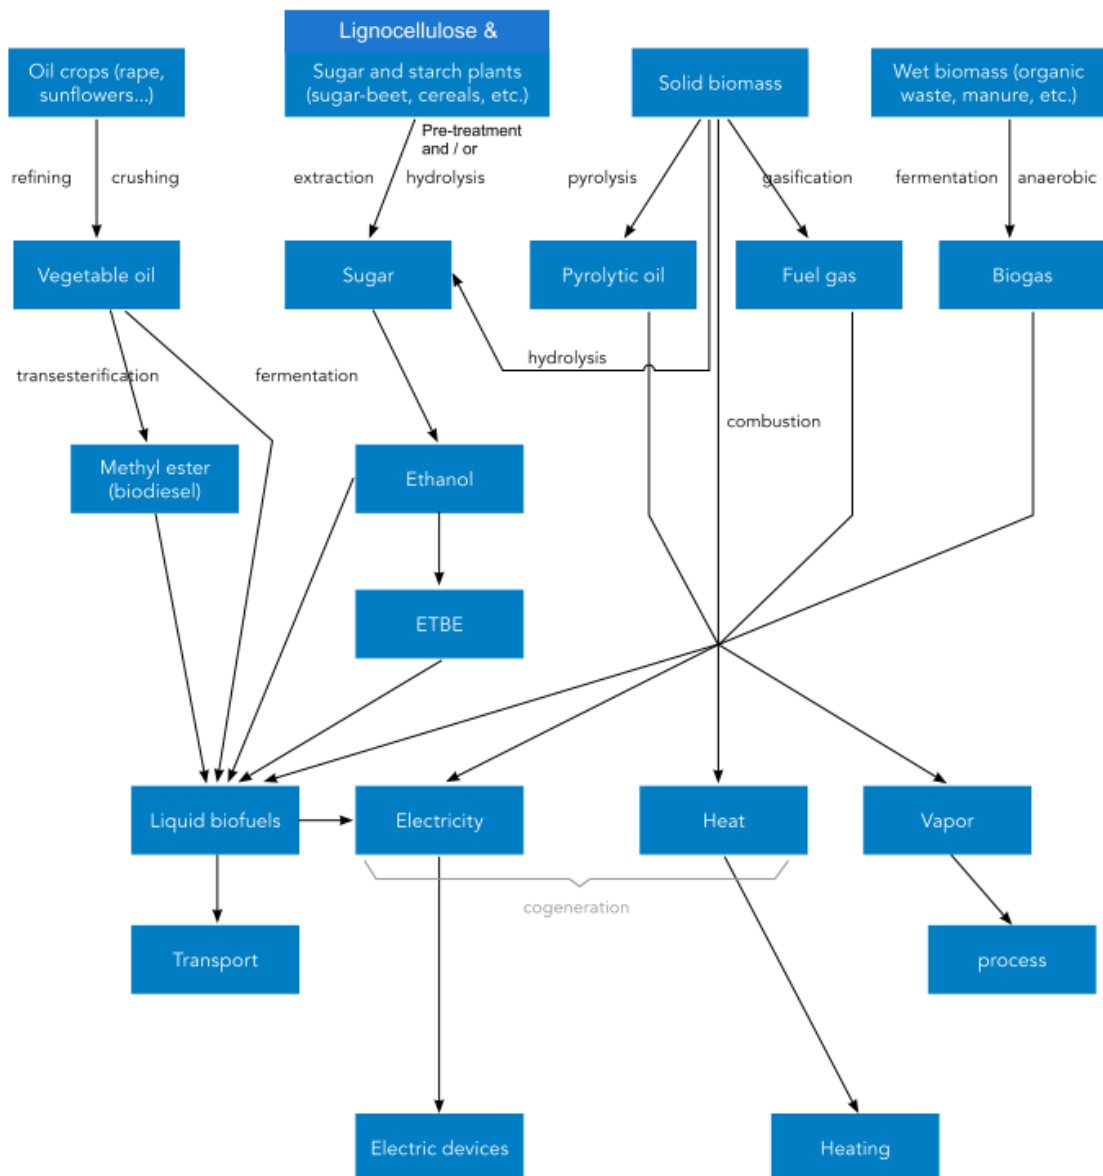 Lignocellulose &
Oil crops (rape,
sunflowers...)
Sugar and starch plants
(sugar-beet, cereals, etc.)
Solid biomass
Wet biomass (organic
waste, manure, etc.)
Pre-treatment
and / or
refining
crushing
extraction
hydrolysis
pyrolysis
gasification
fermentation
anaerobic
Vegetable oil
Sugar
Pyrolytic oil
Fuel gas
Biogas
hydrolysis
transesterification
fermentation
combustion
Methyl ester
(biodiesel)
Ethanol
ETBE
Liquid biofuels
Electricity
Heat
Vapor
cogeneration
Transport
process
Electric devices
Heating